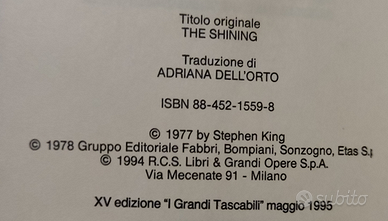 Titolo originale
THE SHINING
Traduzione di
ADRIANA DELL'ORTO
ISBN 88-452-1559-8
© 1977 by Stephen King
© 1978 Gruppo Editoriale Fabbri, Bompiani, Sonzogno, Etas S.
© 1994 R.C.S. Libri & Grandi Opere S.p.A.
Via Mecenate 91 - Milano
XV edizione "I Grandi Tascabili" maggio 1995
subito